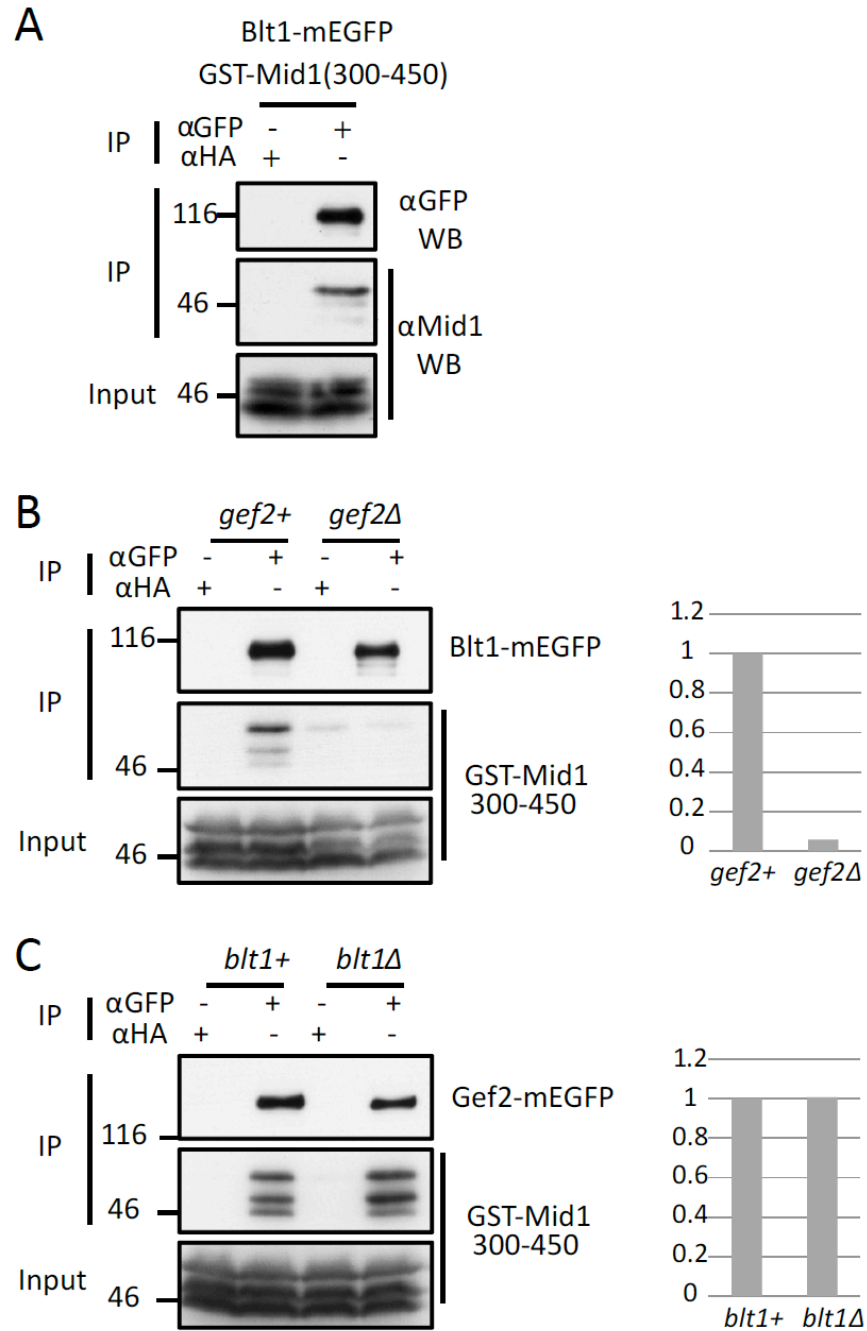 A
Blt1-mEGFP
GST-Mid1(300-450)
IP
αGFP - +
αHA + -
116
αGFP
WB
IP
46
αMid1
WB
Input
46
B
gef2+ gef2Δ
IP
αGFP - + - +
αHA + - + -
116
Blt1-mEGFP
IP
46
GST-Mid1
300-450
Input
46
1.2
1
0.8
0.6
0.4
0.2
0
gef2+ gef2Δ
C
blt1+ blt1Δ
IP
αGFP - + - +
αHA + - + -
Gef2-mEGFP
116
IP
46
GST-Mid1
300-450
Input
46
1.2
1
0.8
0.6
0.4
0.2
0
blt1+ blt1Δ